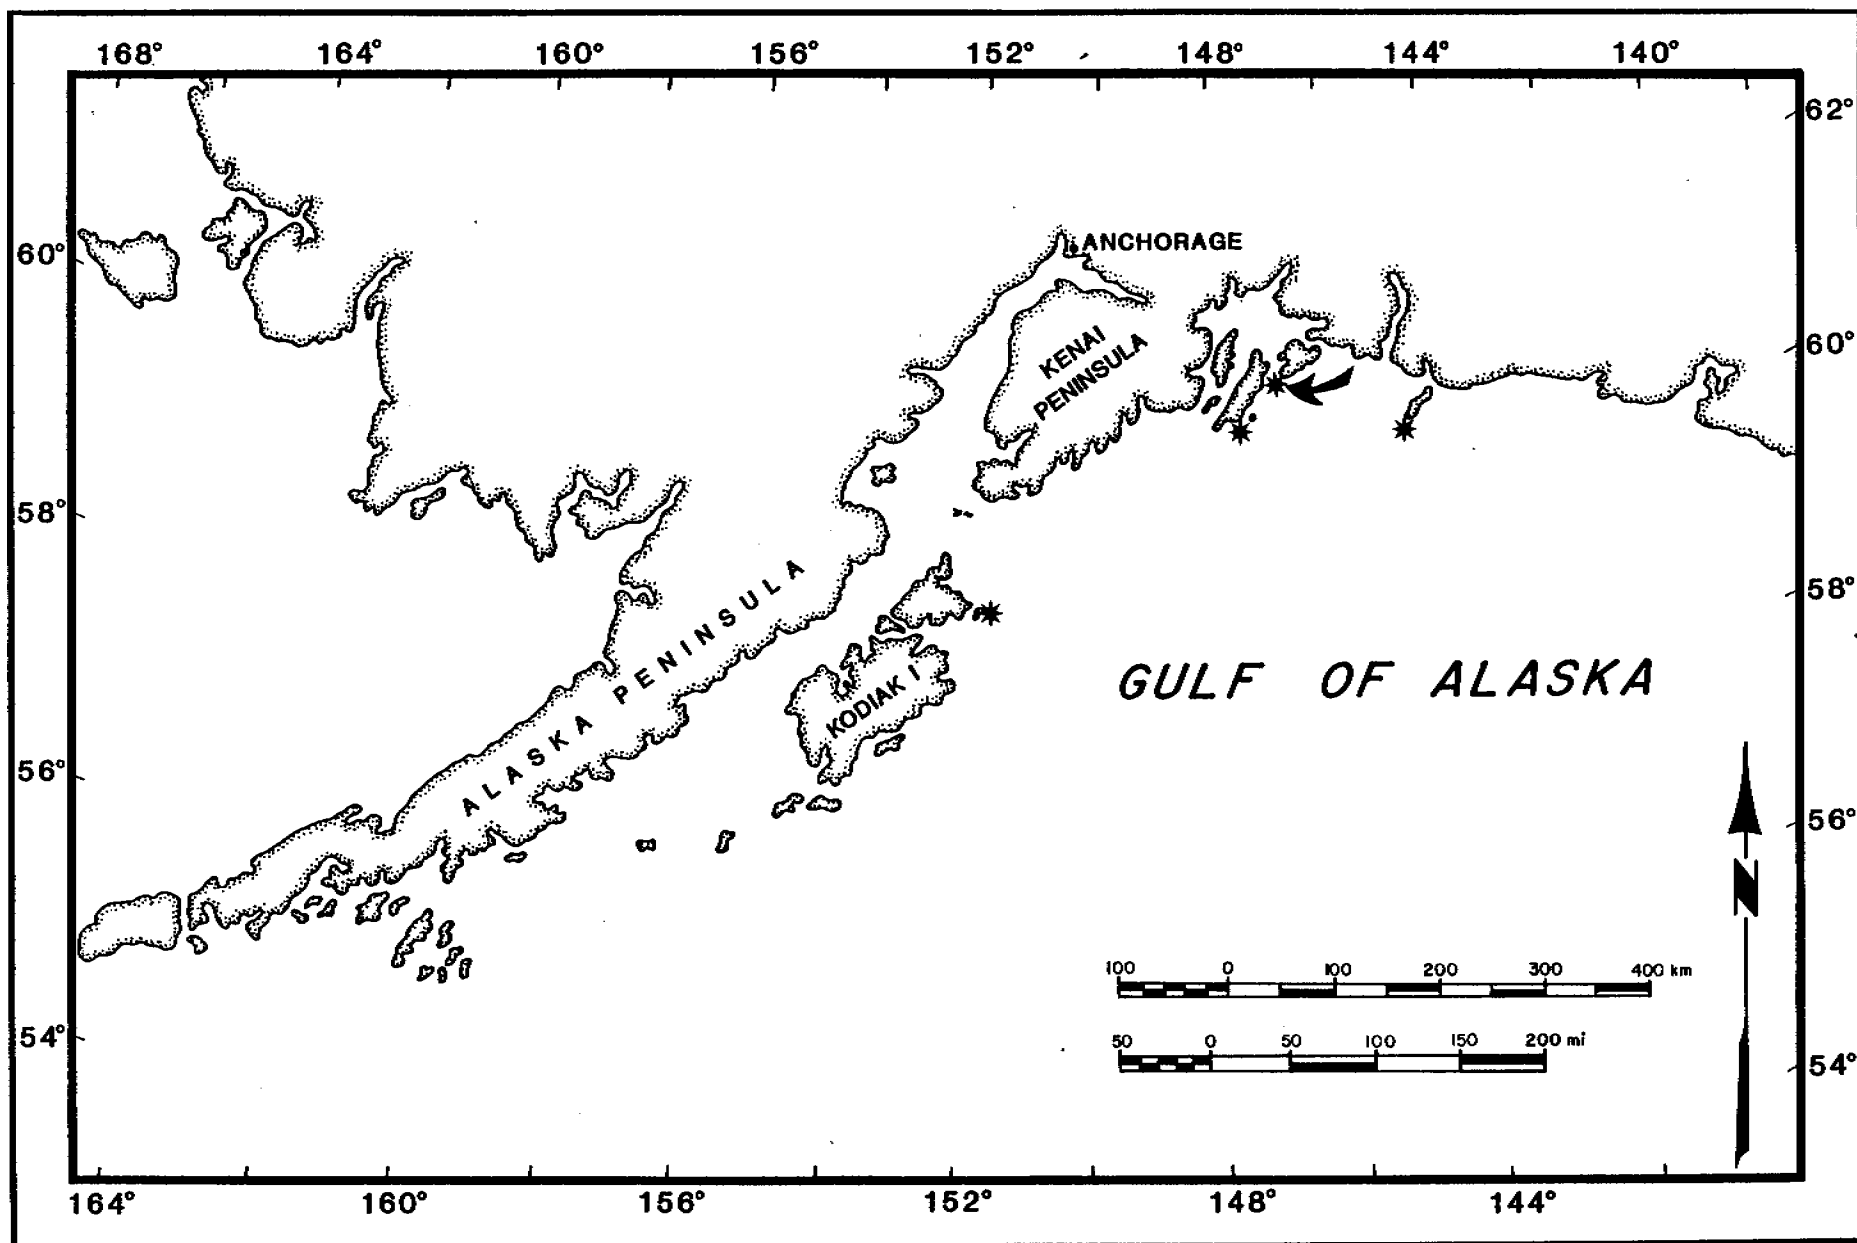 168° 164° 160° 156° 152° 148° 144° 140°
62°
60°
ANCHORAGE
60°
KENAI
PENINSULA
58°
58°
ALASKA PENINSULA
KODIAK I
GULF OF ALASKA
56°
56°
N
100 0 100 200 300 400 km
50 0 50 100 150 200 mi
54°
54°
164° 160° 156° 152° 148° 144°